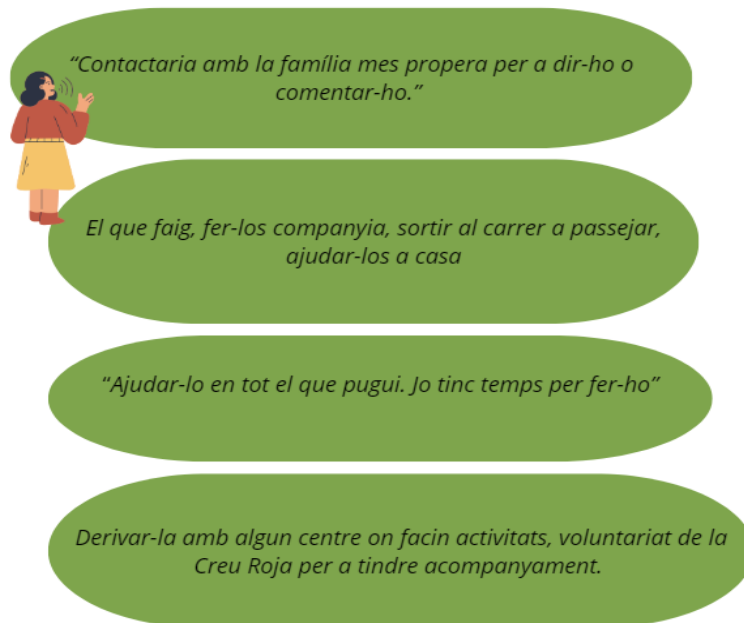 “Contactaria amb la família mes propera per a dir-ho o
comentar-ho.”
El que faig, fer-los companyia, sortir al carrer a passejar,
ajudar-los a casa
“Ajudar-lo en tot el que pugui. Jo tinc temps per fer-ho”
Derivar-la amb algun centre on facin activitats, voluntariat de la
Creu Roja per a tindre acompanyament.